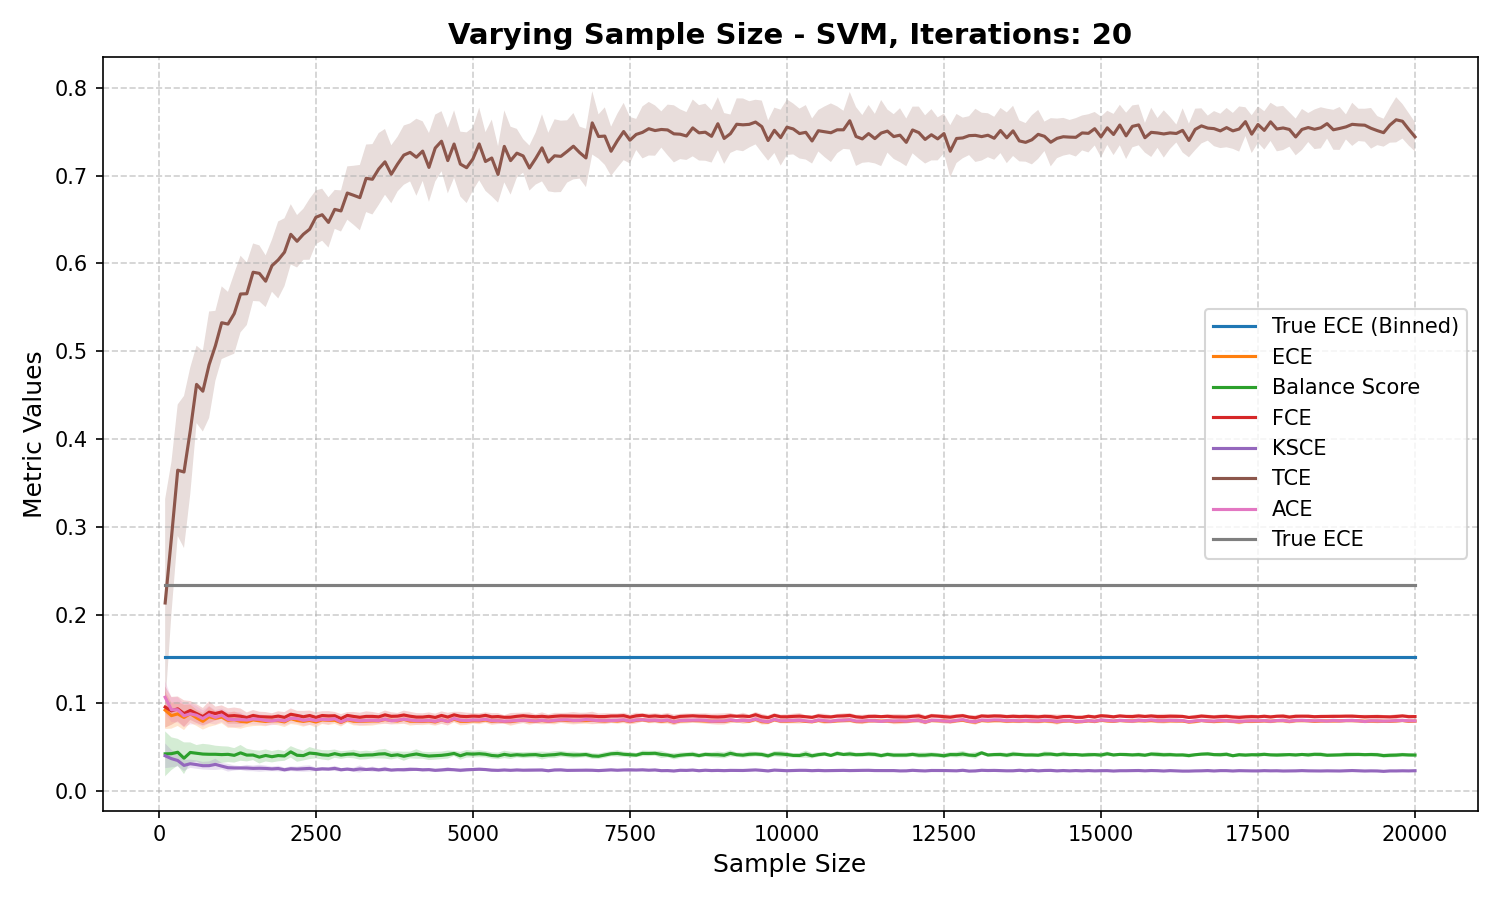 Varying Sample Size - SVM, Iterations: 20
Metric Values
0.8
0.7
0.6
0.5
0.4
0.3
0.2
0.1
0.0
True ECE (Binned)
ECE
Balance Score
FCE
KSCE
TCE
ACE
True ECE
0 2500 5000 7500 10000 12500 15000 17500 20000
Sample Size